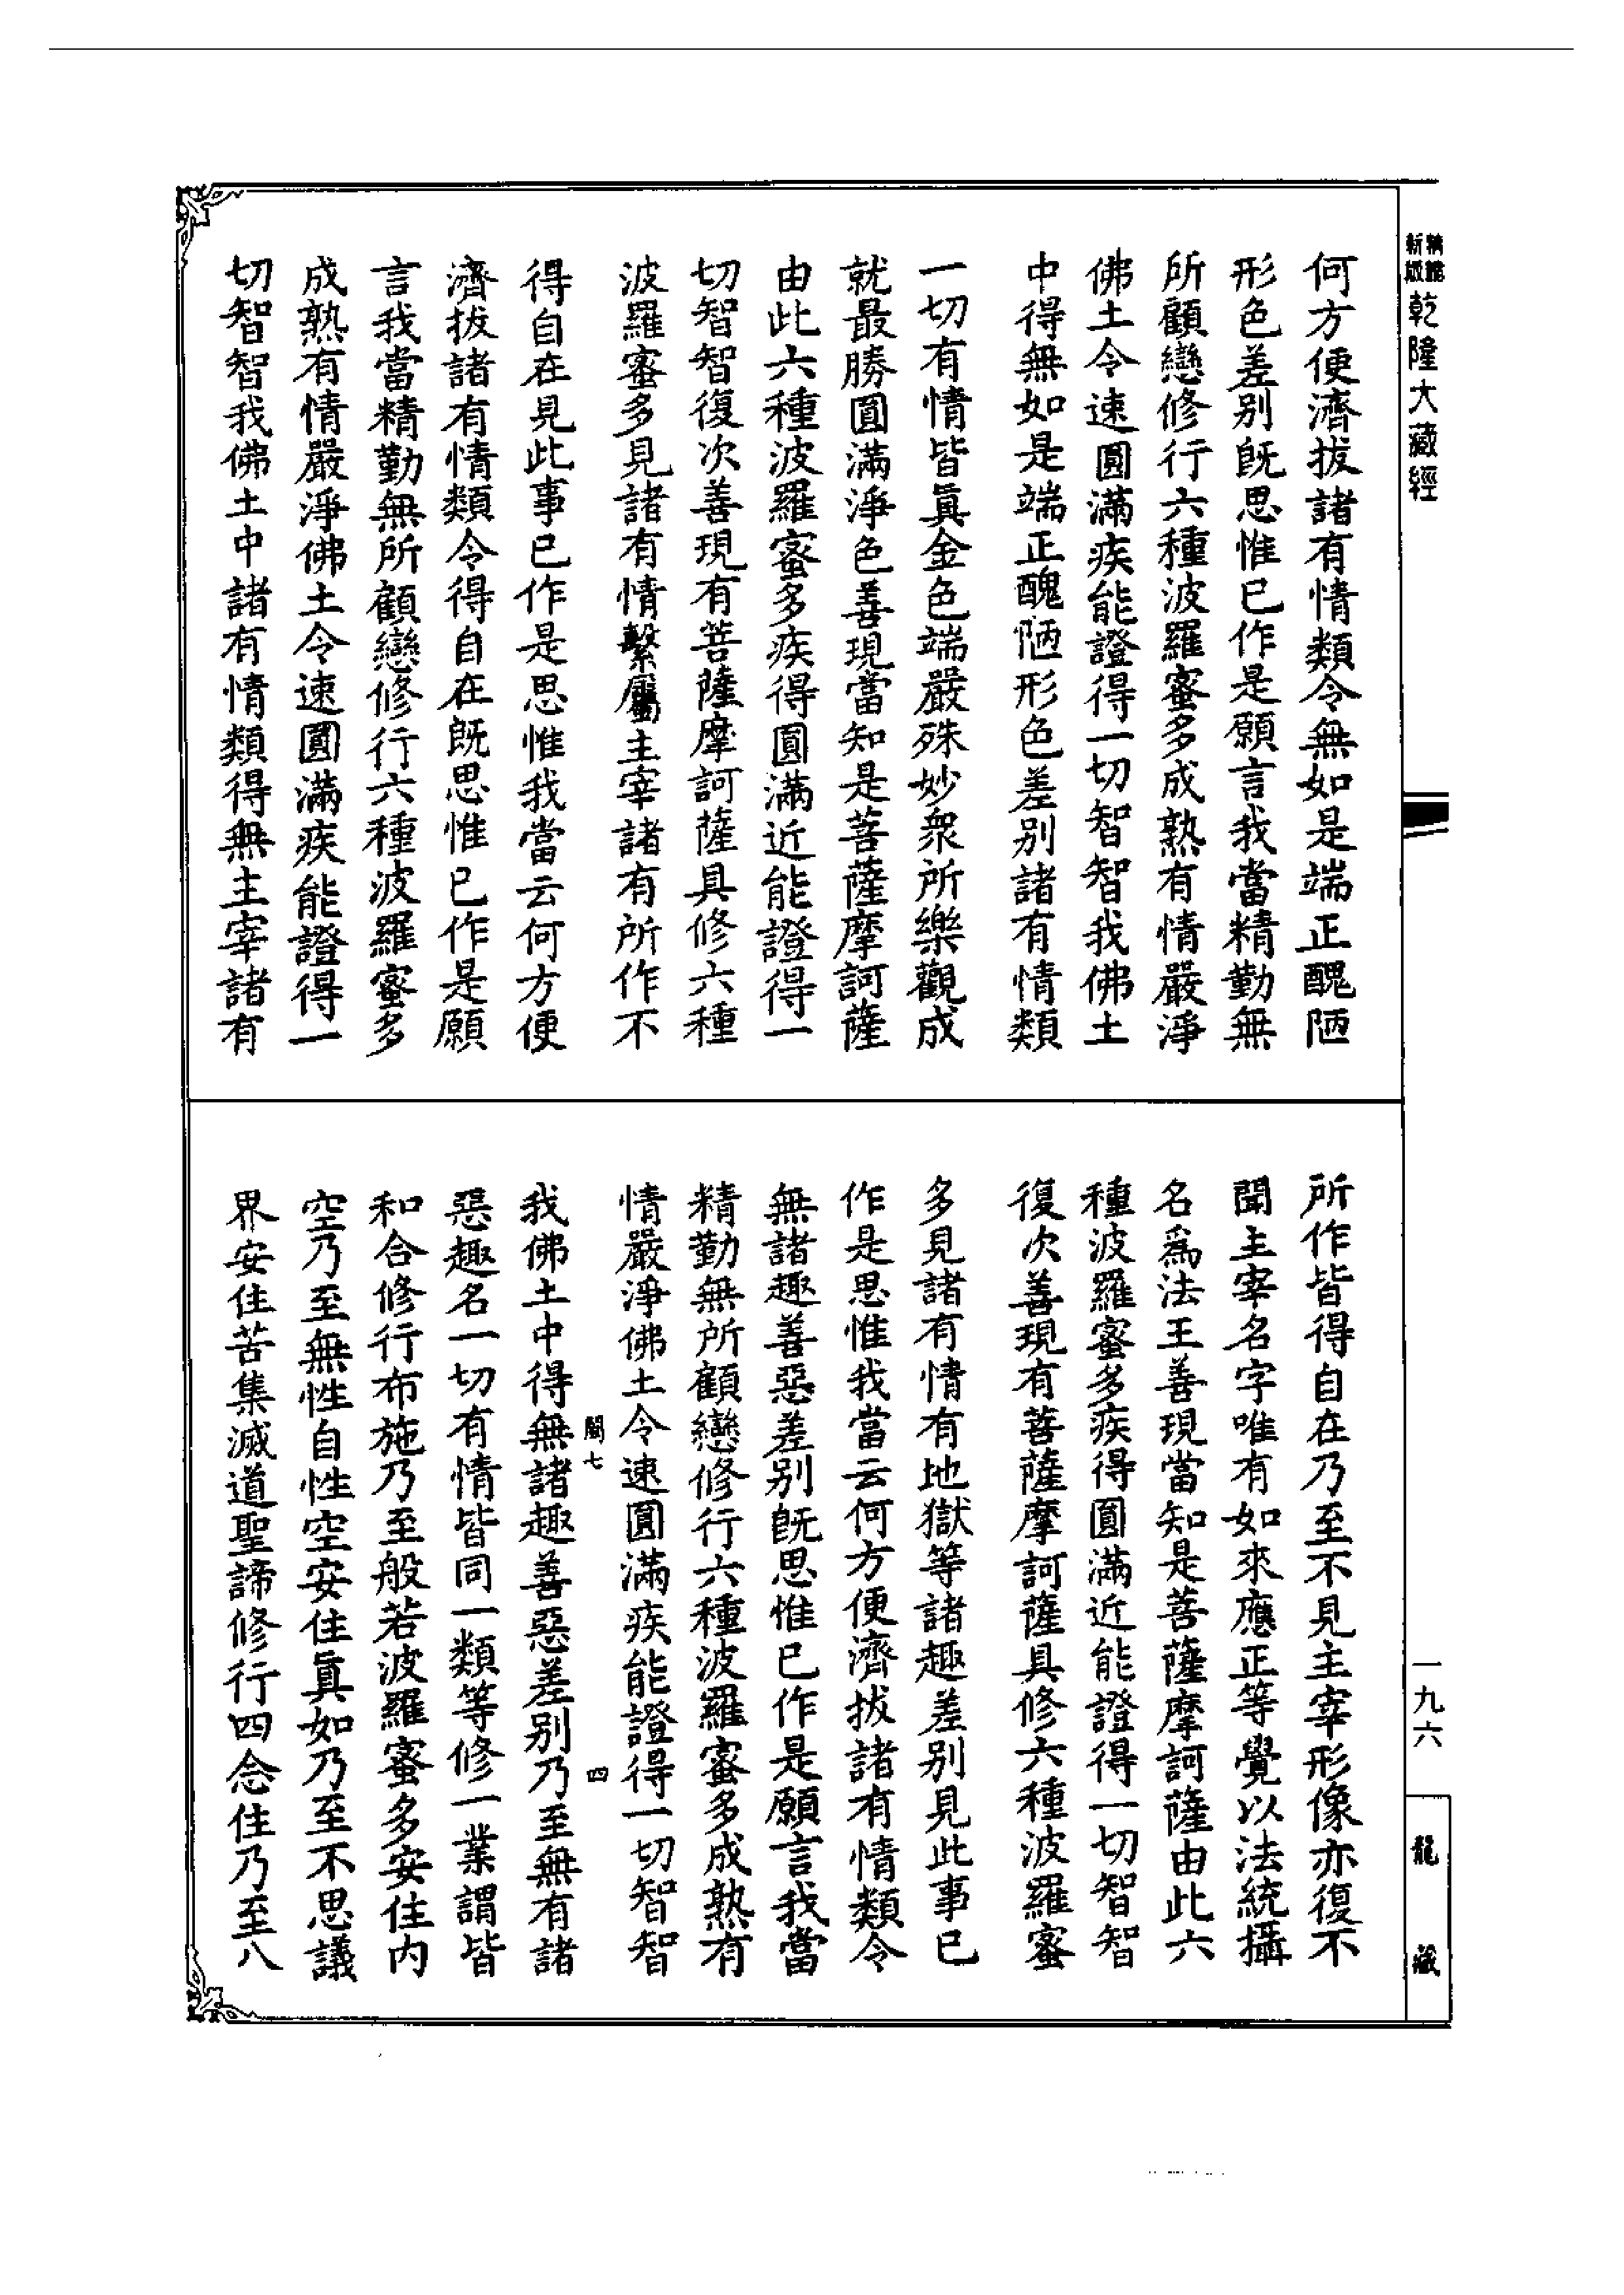 精體新版 乾隆大藏經
何方便濟拔諸有情類令無如是端正醜陋
形色差別既思惟已作是願言我當精勤無
所顧戀修行六種波羅蜜多成熟有情嚴淨
佛土令速圓滿疾能證得一切智智我佛土
中得無如是端正醜陋形色差別諸有情類
一切有情皆真金色端嚴殊妙衆所樂觀成
就最勝圓滿淨色善現當知是菩薩摩訶薩
由此六種波羅蜜多疾得圓滿近能證得一
切智智復次善現有菩薩摩訶薩具修六種
波羅蜜多見諸有情繫屬主宰諸有所作不
得自在見此事已作是思惟我當云何方便
濟拔諸有情類令得自在既思惟已作是願
言我當精勤無所顧戀修行六種波羅蜜多
成熟有情嚴淨佛土令速圓滿疾能證得一
切智智我佛土中諸有情類得無主宰諸有
所作皆得自在乃至不見主宰形像亦復不
聞主宰名字唯有如來應正等覺以法統攝
名爲法王善現當知是菩薩摩訶薩由此六
種波羅蜜多疾得圓滿近能證得一切智智
復次善現有菩薩摩訶薩具修六種波羅蜜
多見諸有情有地獄等諸趣差別見此事已
作是思惟我當云何方便濟拔諸有情類令
無諸趣善惡差別既思惟已作是願言我當
精勤無所顧戀修行六種波羅蜜多成熟有
情嚴淨佛土令速圓滿疾能證得一切智智
七 四
我佛土中得無諸趣善惡差別乃至無有諸
惡趣名一切有情皆同一類等修一業謂皆
和合修行布施乃至般若波羅蜜多安住內
空乃至無性自性空安住真如乃至不思議
界安住苦集滅道聖諦修行四念住乃至八
一九六
龍藏